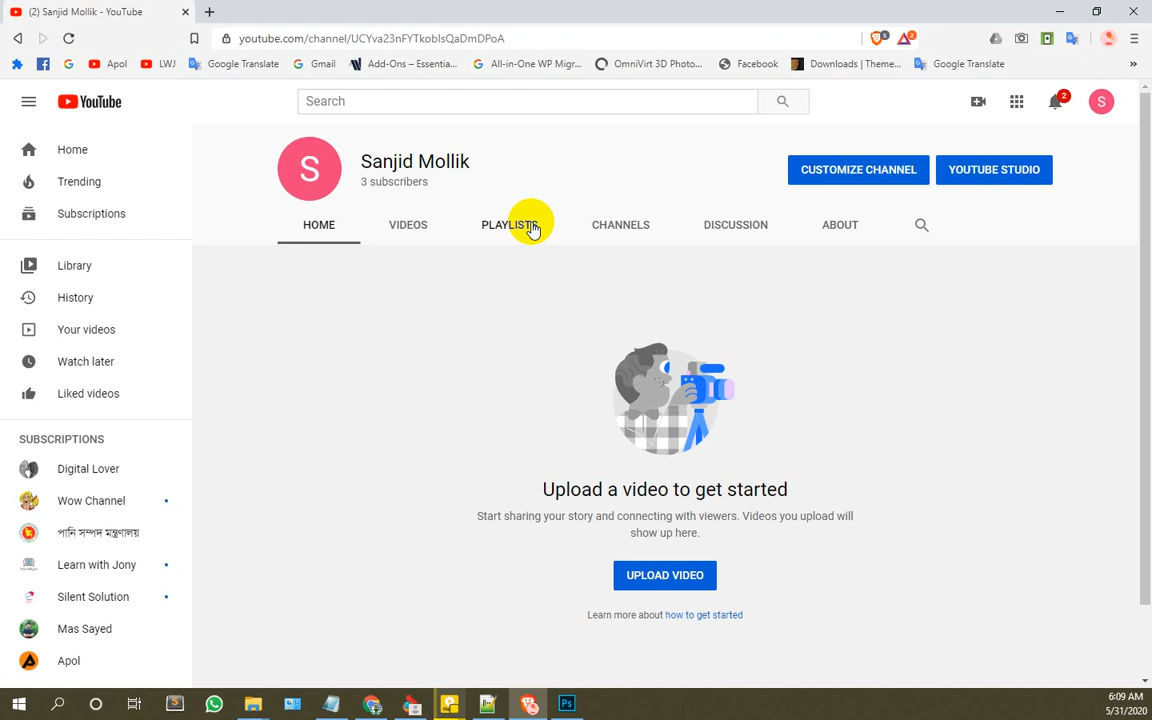 (2) Sanjid Mollik - YouTube
youtube.com/channel/UCYva23nFYTkoblsQaDmDPoA
5
2
Apol
LWJ
Google Translate
Gmail
Add-Ons – Essentia...
All-in-One WP Migr...
OmniVirt 3D Photo...
Facebook
Downloads | Theme...
Google Translate
YouTube
Search
2
S
Home
Trending
Subscriptions
Library
History
Your videos
Watch later
Liked videos
SUBSCRIPTIONS
Digital Lover
Wow Channel
পানি সম্পদ মন্ত্রণালয়
Learn with Jony
Silent Solution
Mas Sayed
Apol
S
Sanjid Mollik
3 subscribers
CUSTOMIZE CHANNEL
YOUTUBE STUDIO
HOME
VIDEOS
PLAYLISTS
CHANNELS
DISCUSSION
ABOUT
Upload a video to get started
Start sharing your story and connecting with viewers. Videos you upload will
show up here.
UPLOAD VIDEO
Learn more about how to get started
6:09 AM
5/31/2020